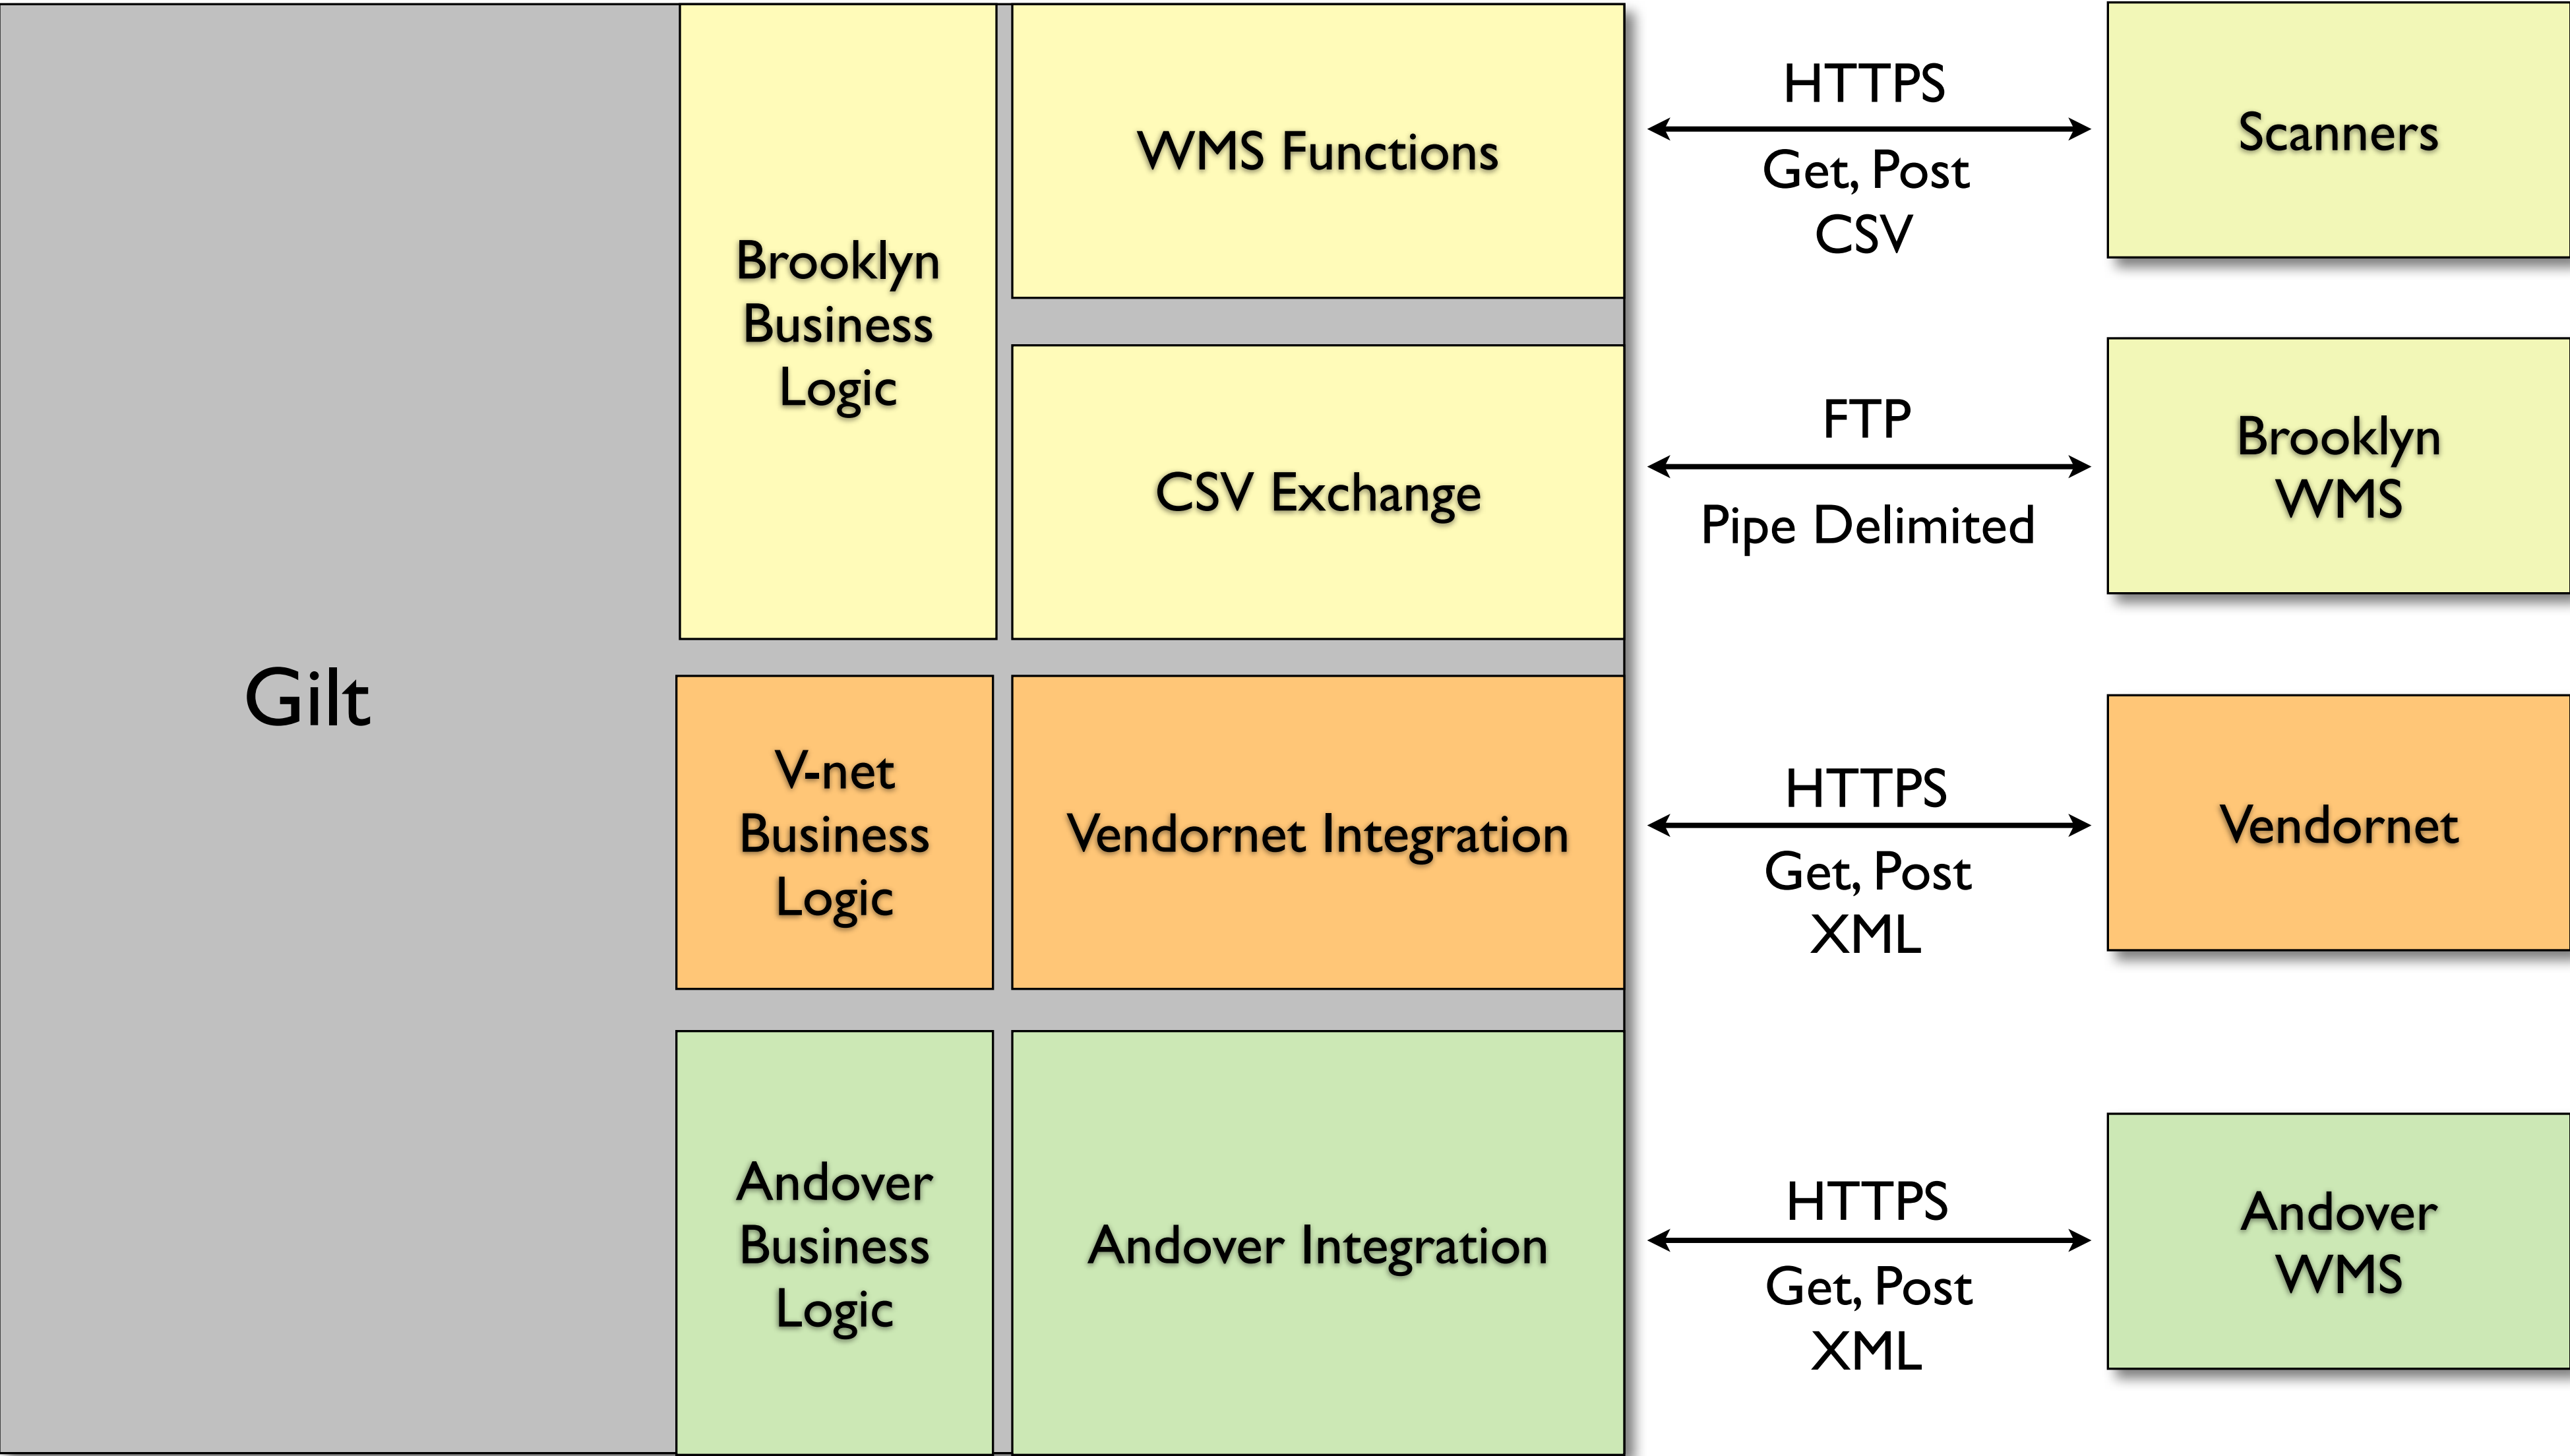 Gilt
Brooklyn
Business
Logic
WMS Functions
HTTPS
Get, Post
CSV
Scanners
CSV Exchange
FTP
Pipe Delimited
Brooklyn
WMS
V-net
Business
Logic
Vendornet Integration
HTTPS
Get, Post
XML
Vendornet
Andover
Business
Logic
Andover Integration
HTTPS
Get, Post
XML
Andover
WMS